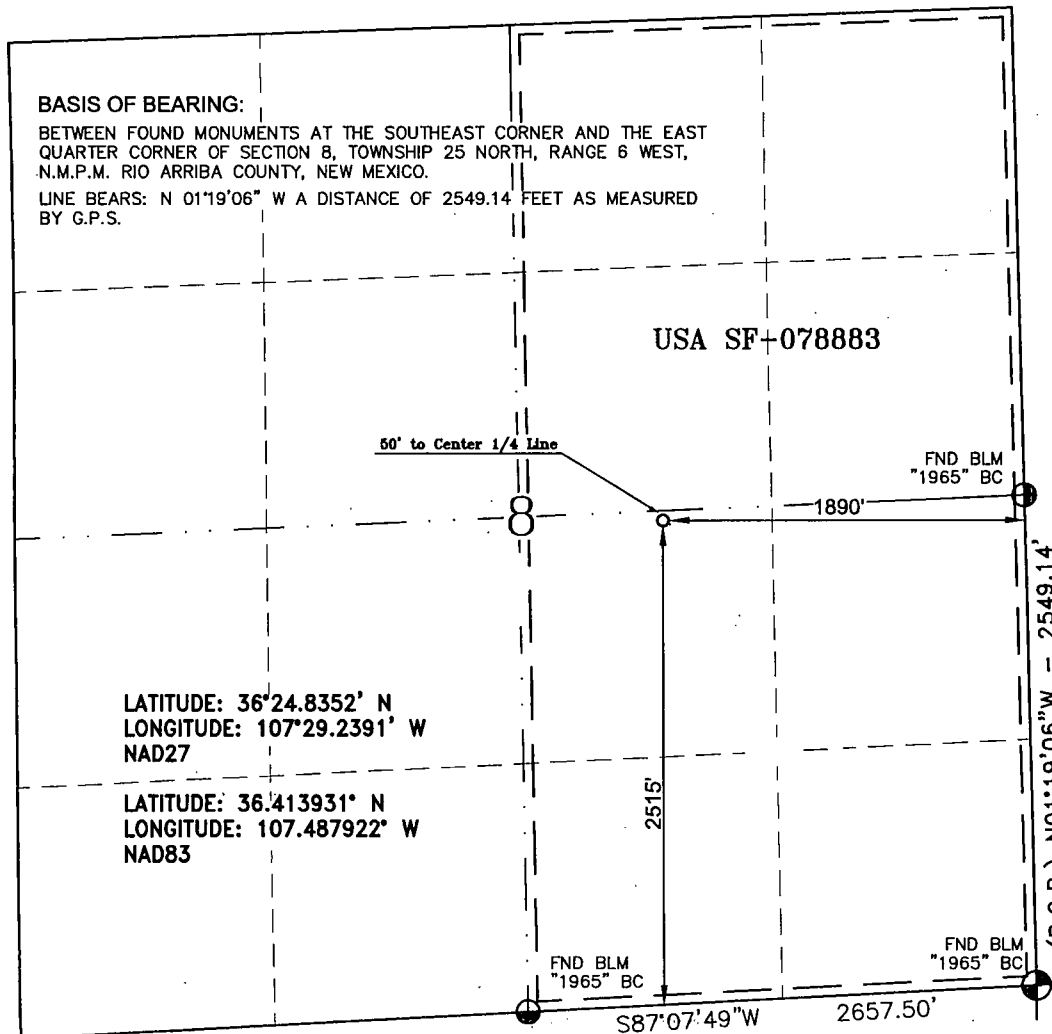 BASIS OF BEARING:
BETWEEN FOUND MONUMENTS AT THE SOUTHEAST CORNER AND THE EAST
QUARTER CORNER OF SECTION 8, TOWNSHIP 25 NORTH, RANGE 6 WEST,
N.M.P.M. RIO ARRIBA COUNTY, NEW MEXICO.
LINE BEARS: N 01°19'06" W A DISTANCE OF 2549.14 FEET AS MEASURED
BY G.P.S.
USA SF-078883
50' to Center 1/4 Line
FND BLM
"1965" BC
1890'
8
N01°19'06"W - 2549.14'
LATITUDE: 36°24.8352' N
LONGITUDE: 107°29.2391' W
NAD27
LATITUDE: 36.413931° N
LONGITUDE: 107.487922° W
NAD83
2515'
FND BLM
"1965" BC
FND BLM
"1965" BC
S87°07'49"W 2657.50'